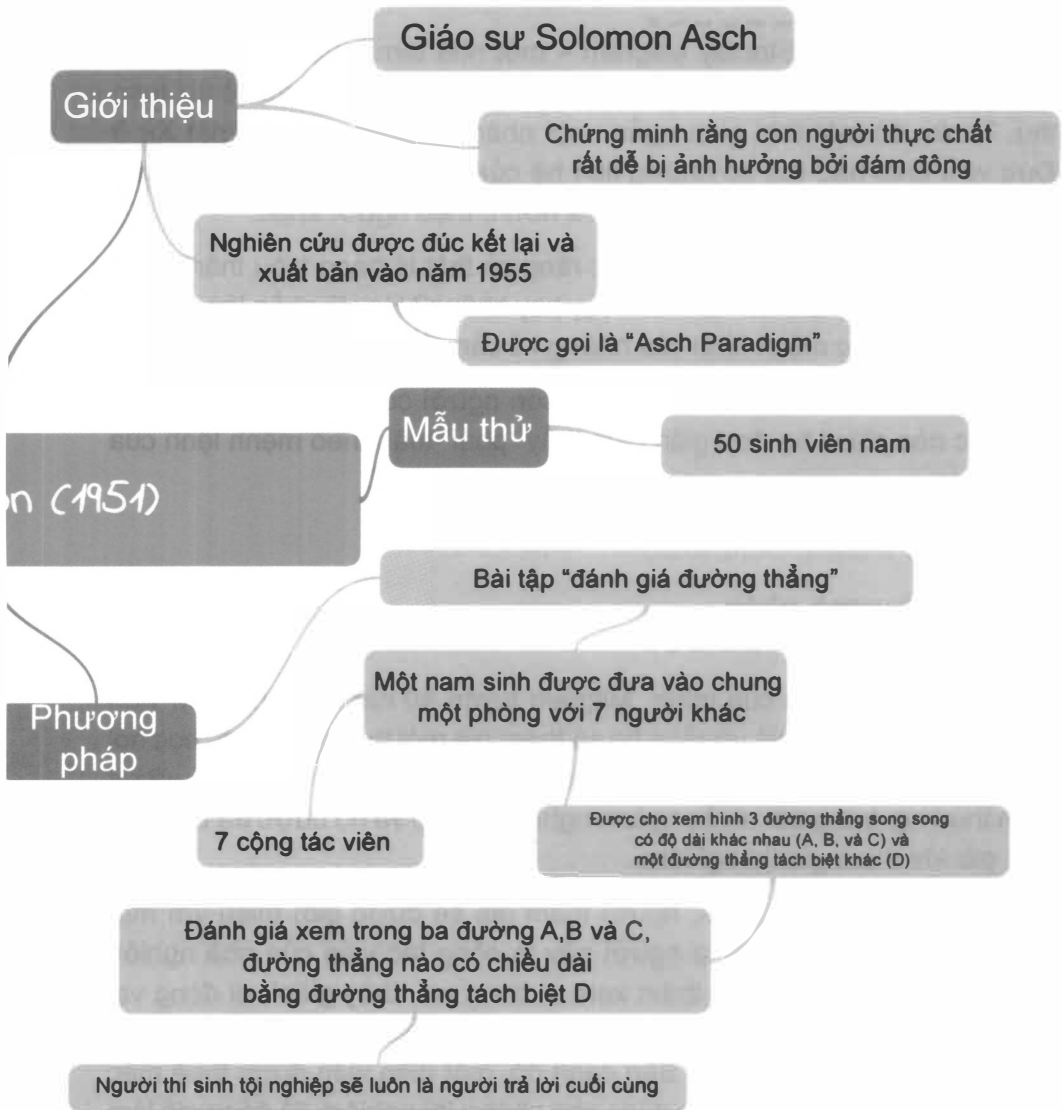 Giáo sư Solomon Asch
Giới thiệu
Chứng minh rằng con người thực chất
rất dễ bị ảnh hưởng bởi đám đông
Nghiên cứu được đúc kết lại và
xuất bản vào năm 1955
Được gọi là “Asch Paradigm”
Mẫu thử
50 sinh viên nam
(1951)
Bài tập “đánh giá đường thẳng”
Một nam sinh được đưa vào chung
một phòng với 7 người khác
Phương
pháp
7 cộng tác viên
Được cho xem hình 3 đường thẳng song song
có độ dài khác nhau (A, B, và C) và
một đường thẳng tách biệt khác (D)
Đánh giá xem trong ba đường A,B và C,
đường thẳng nào có chiều dài
bằng đường thẳng tách biệt D
Người thí sinh tội nghiệp sẽ luôn là người trả lời cuối cùng